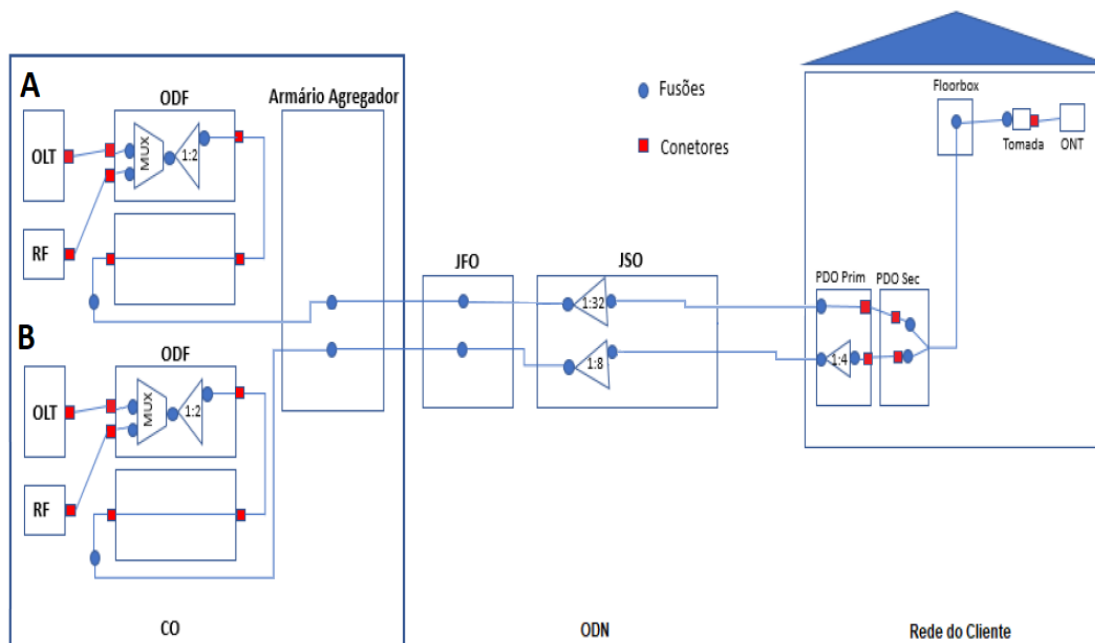 A
ODF
Armário Agregador
OLT
MUX
1:2
RF
B
ODF
OLT
MUX
1:2
RF
CO
JFO
JSO
1:32
1:8
ODN
Fusões
Conetores
Floorbox
Tomada
ONT
PDO Prim
PDO Sec
1:4
Rede do Cliente